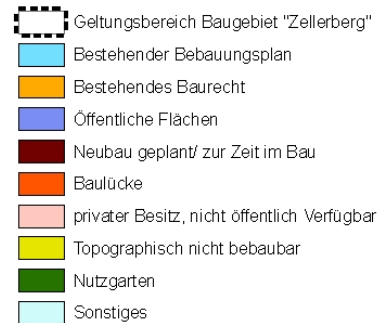 Geltungsbereich Baugebiet "Zellerberg"
Bestehender Bebauungsplan
Bestehendes Baurecht
Öffentliche Flächen
Neubau geplant/ zur Zeit im Bau
Baulücke
privater Besitz, nicht öffentlich Verfügbar
Topographisch nicht bebaubar
Nutzgarten
Sonstiges